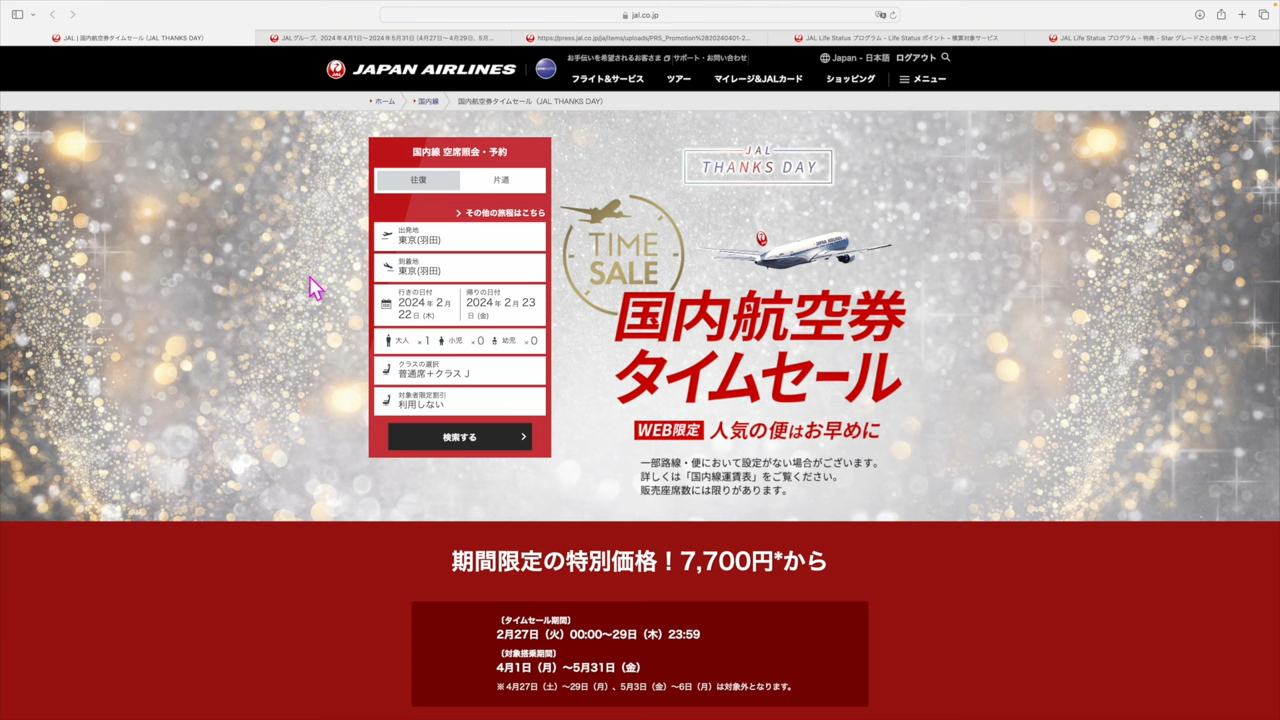 jal.co.jp
JAL | 国内航空券タイムセール（JAL THANKS DAY）
JALグループ、2024年4月1日〜2024年5月31日 (4月27日〜4月29日、5月...
https://press.jal.co.jp/ja/items/uploads/PRS_Promotion%2820240401-2...
JAL Life Status プログラム - Life Status ポイント - 積算対象サービス
JAL Life Status プログラム - 特典 - Star グレードごとの特典・サービス
JAPAN AIRLINES
お手伝いを希望されるお客さま
サポート・お問い合わせ
Japan - 日本語
ログアウト
フライト&サービス
ツアー
マイレージ&JALカード
ショッピング
メニュー
ホーム
国内線
国内航空券タイムセール（JAL THANKS DAY）
国内線 空席照会・予約
往復
片道
その他の旅程はこちら
出発地
東京(羽田)
到着地
東京(羽田)
行きの日付
2024年2月
22日 (木)
帰りの日付
2024年2月23
日 (金)
大人 ×1 小児 ×0 幼児 ×0
クラスの選択
普通席＋クラス J
対象者限定割引
利用しない
検索する
JAL
THANKS DAY
TIME
SALE
JAPAN AIRLINES
国内航空券
タイムセール
WEB限定 人気の便はお早めに
一部路線・便において設定がない場合がございます。
詳しくは「国内線運賃表」をご覧ください。
販売座席数には限りがあります。
期間限定の特別価格！7,700円*から
〔タイムセール期間〕
2月27日（火）00:00〜29日（木）23:59
〔対象搭乗期間〕
4月1日（月）〜5月31日（金）
※ 4月27日（土）〜29日（月）、5月3日（金）〜6日（月）は対象外となります。